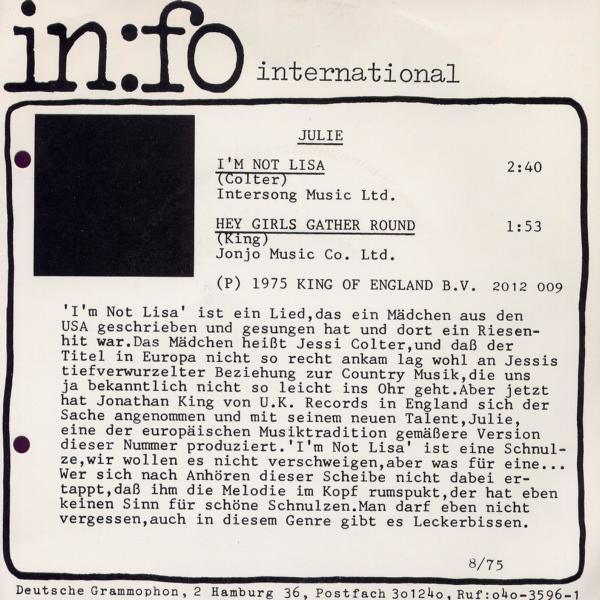 in:fo international
JULIE
I'M NOT LISA 2:40
(Colter)
Intersong Music Ltd.
HEY GIRLS GATHER ROUND 1:53
(King)
Jonjo Music Co. Ltd.
(P) 1975 KING OF ENGLAND B.V. 2012 009
'I'm Not Lisa' ist ein Lied,das ein Mädchen aus den
USA geschrieben und gesungen hat und dort ein Riesen-
hit war.Das Mädchen heißt Jessi Colter,und daß der
Titel in Europa nicht so recht ankam lag wohl an Jessis
tiefverwurzelter Beziehung zur Country Musik,die uns
ja bekanntlich nicht so leicht ins Ohr geht.Aber jetzt
hat Jonathan King von U.K. Records in England sich der
Sache angenommen und mit seinem neuen Talent,Julie,
eine der europäischen Musiktradition gemäßere Version
dieser Nummer produziert.'I'm Not Lisa' ist eine Schnul-
ze,wir wollen es nicht verschweigen,aber was für eine...
Wer sich nach Anhören dieser Scheibe nicht dabei er-
tappt,daß ihm die Melodie im Kopf rumspukt,der hat eben
keinen Sinn für schöne Schnulzen.Man darf eben nicht
vergessen,auch in diesem Genre gibt es Leckerbissen.
8/75
Deutsche Grammophon, 2 Hamburg 36, Postfach 3o124o, Ruf:o4o-3596-1